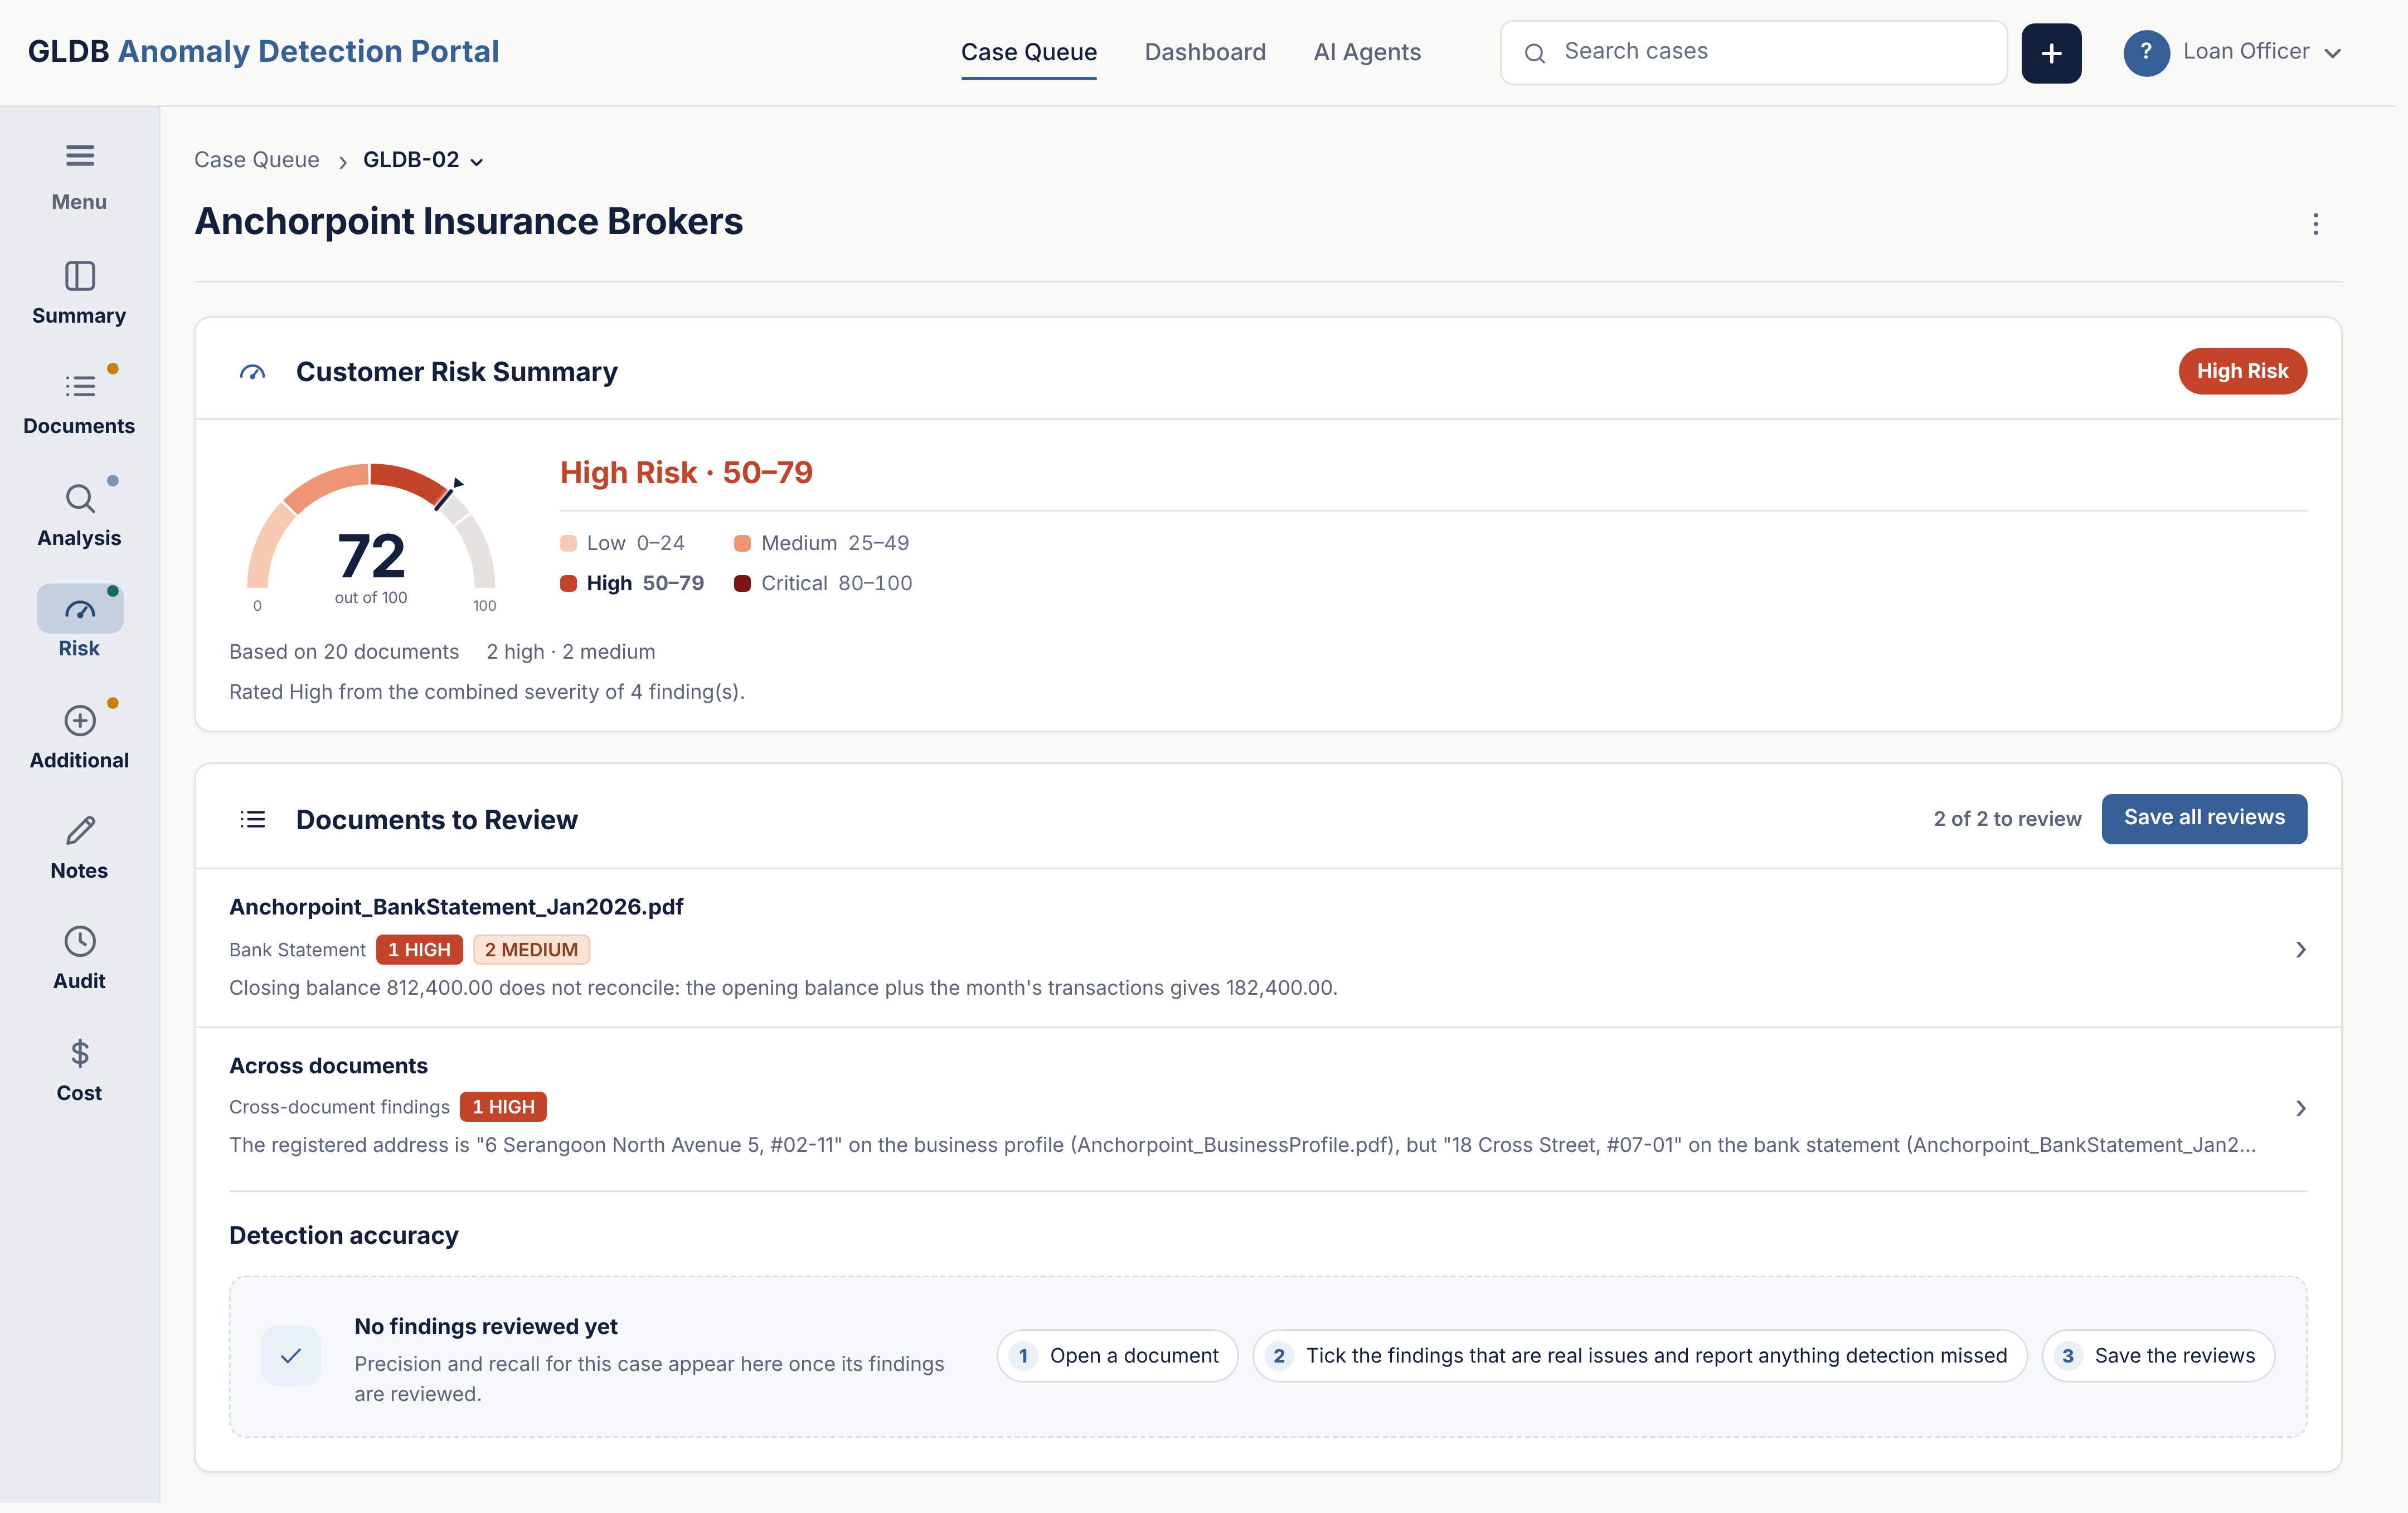 GLDB Anomaly Detection Portal
Case Queue
Dashboard
AI Agents
Search cases
+
?
Loan Officer
Menu
Summary
Documents
Analysis
Risk
Additional
Notes
Audit
$
Cost
Case Queue › GLDB-02
Anchorpoint Insurance Brokers
Customer Risk Summary
High Risk
72
out of 100
0
100
High Risk · 50–79
Low 0–24
Medium 25–49
High 50–79
Critical 80–100
Based on 20 documents 2 high · 2 medium
Rated High from the combined severity of 4 finding(s).
Documents to Review
2 of 2 to review
Save all reviews
Anchorpoint_BankStatement_Jan2026.pdf
Bank Statement 1 HIGH 2 MEDIUM
Closing balance 812,400.00 does not reconcile: the opening balance plus the month's transactions gives 182,400.00.
Across documents
Cross-document findings 1 HIGH
The registered address is "6 Serangoon North Avenue 5, #02-11" on the business profile (Anchorpoint_BusinessProfile.pdf), but "18 Cross Street, #07-01" on the bank statement (Anchorpoint_BankStatement_Jan2...
Detection accuracy
No findings reviewed yet
Precision and recall for this case appear here once its findings
are reviewed.
1 Open a document
2 Tick the findings that are real issues and report anything detection missed
3 Save the reviews